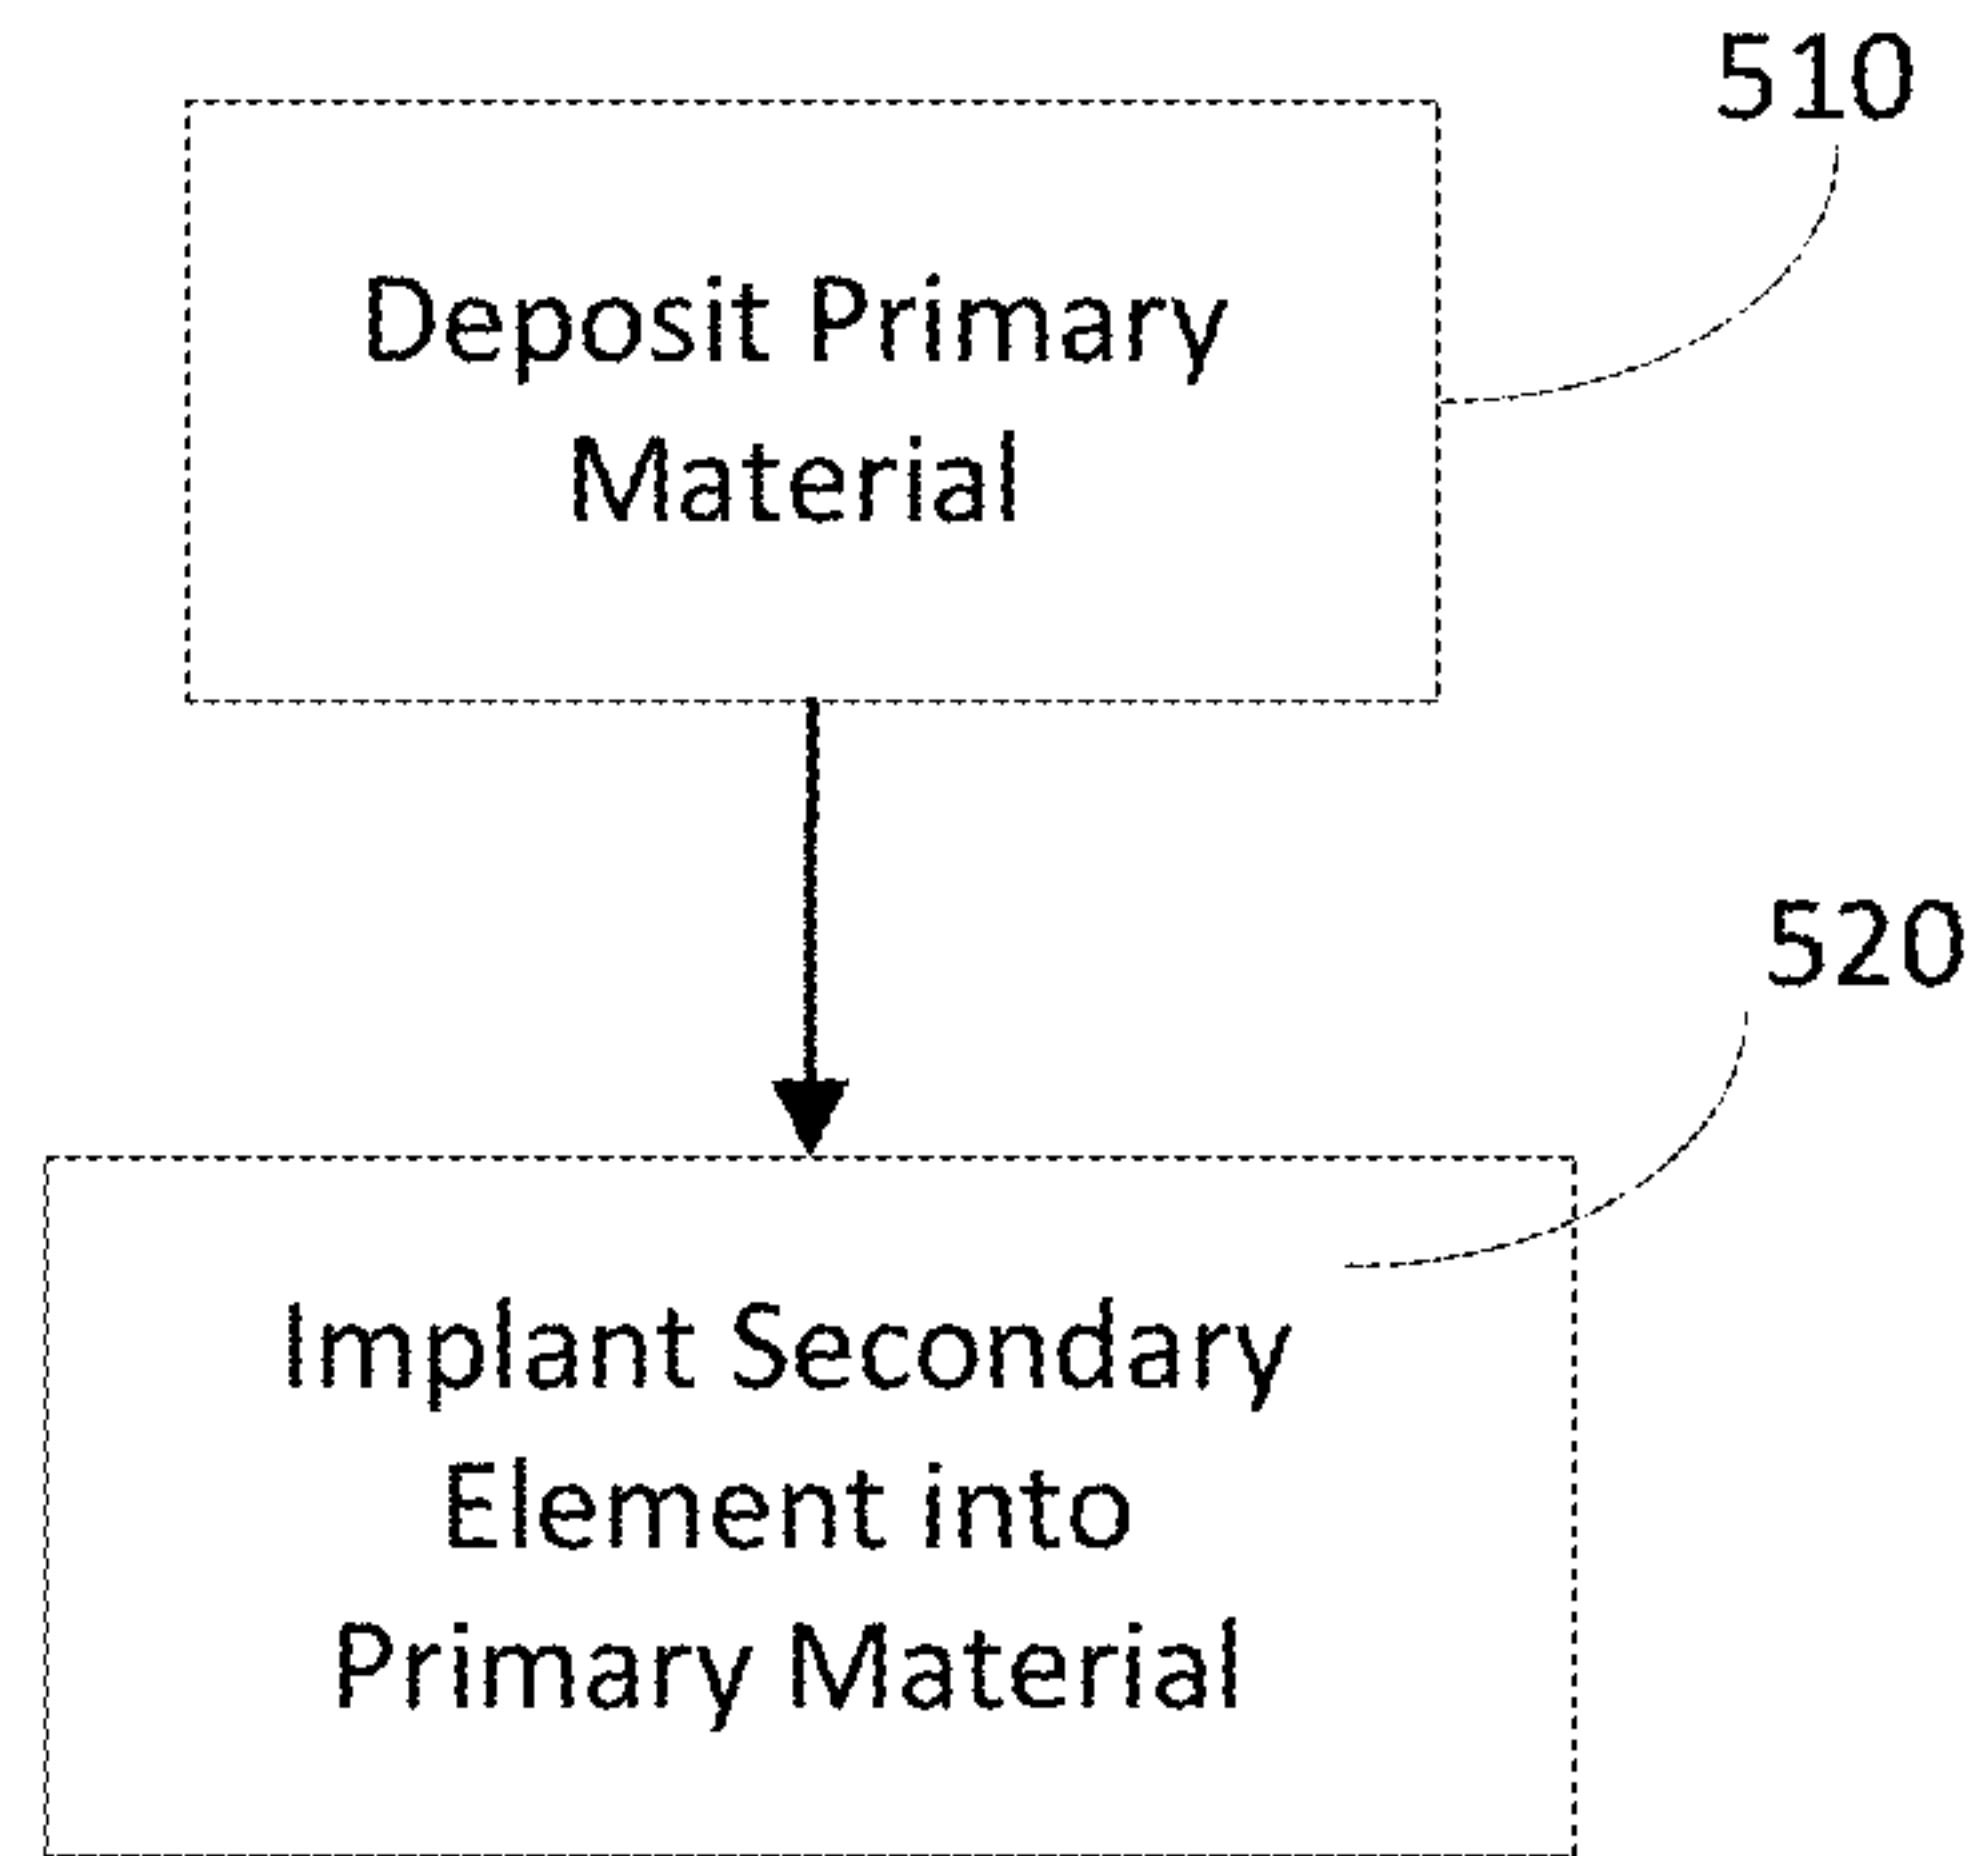 510
Deposit Primary
Material
520
Implant Secondary
Element into
Primary Material